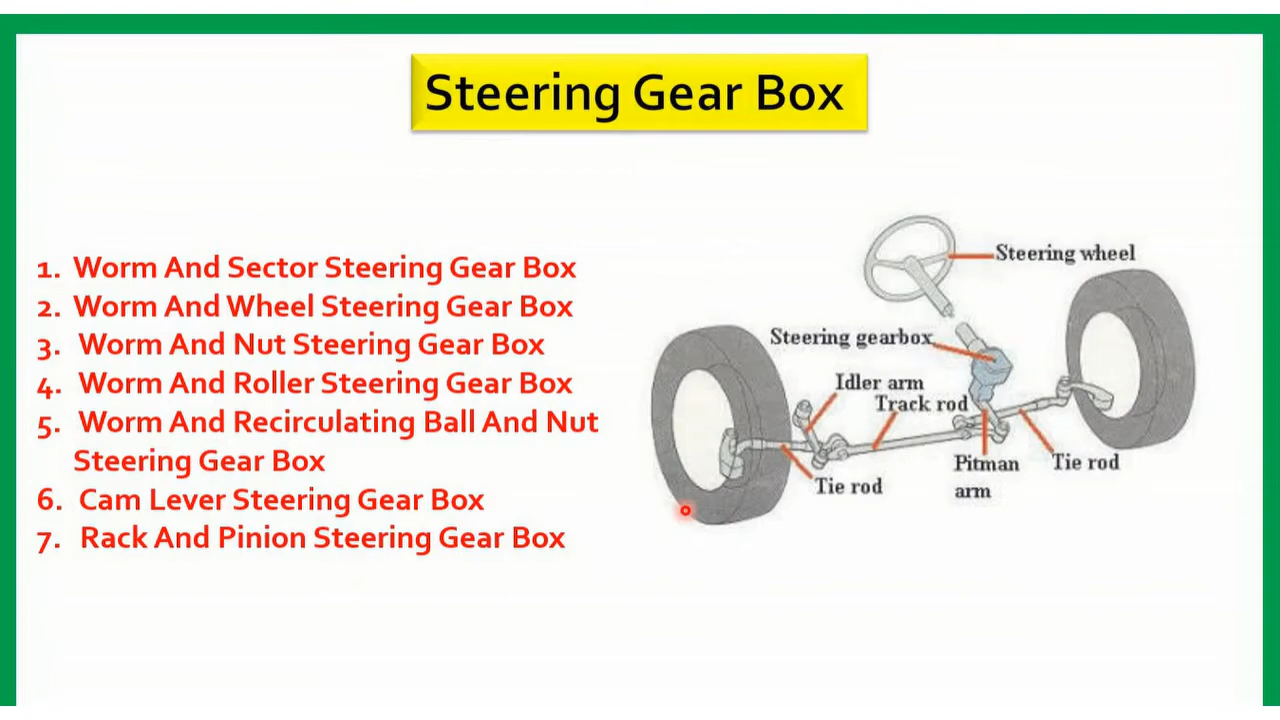 Steering Gear Box
1. Worm And Sector Steering Gear Box
2. Worm And Wheel Steering Gear Box
3. Worm And Nut Steering Gear Box
4. Worm And Roller Steering Gear Box
5. Worm And Recirculating Ball And Nut
Steering Gear Box
6. Cam Lever Steering Gear Box
7. Rack And Pinion Steering Gear Box
Steering wheel
Steering gearbox
Idler arm
Track rod
Pitman
arm
Tie rod
Tie rod